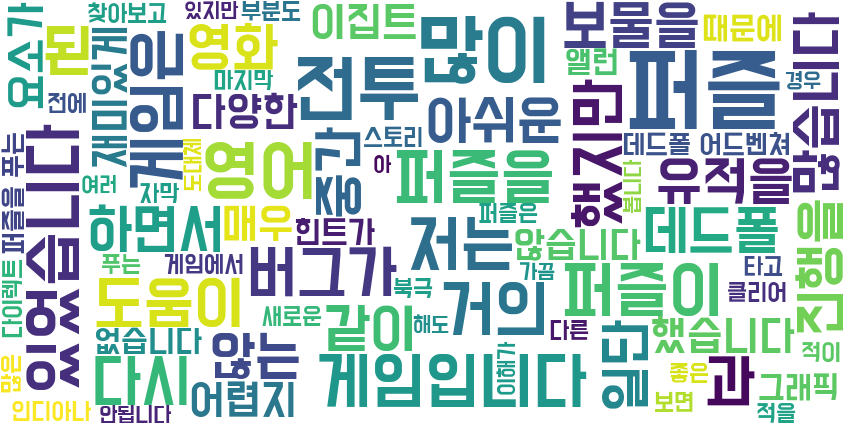 찾아보고
있지만
부분도
이집트
보물을
때문에
요소가
된
재미있게
게임은
영화
마지막
전투
많이
앨런
퍼즐
경우
많습니다
전에
다양한
아쉬운
스토리
했지만
데드폴 어드벤쳐
퍼즐을 푸는
있었습니다
여러
자막
도대체
영어
중간
아
퍼즐을
유적을
봅니다
하면서
매우
힌트가
저는
퍼즐은
않습니다
데드폴
진행을
다이렉트
푸는
게임에서
버그가
북극
가끔
퍼즐이
타고
클리어
도움이
새로운
같이
해도
거의
다른
일단
했습니다
적이
많은
다시
없습니다
않는
어렵지
게임입니다
이해가
좋은
과
그래픽
인디아나
안됩니다
보면
적을